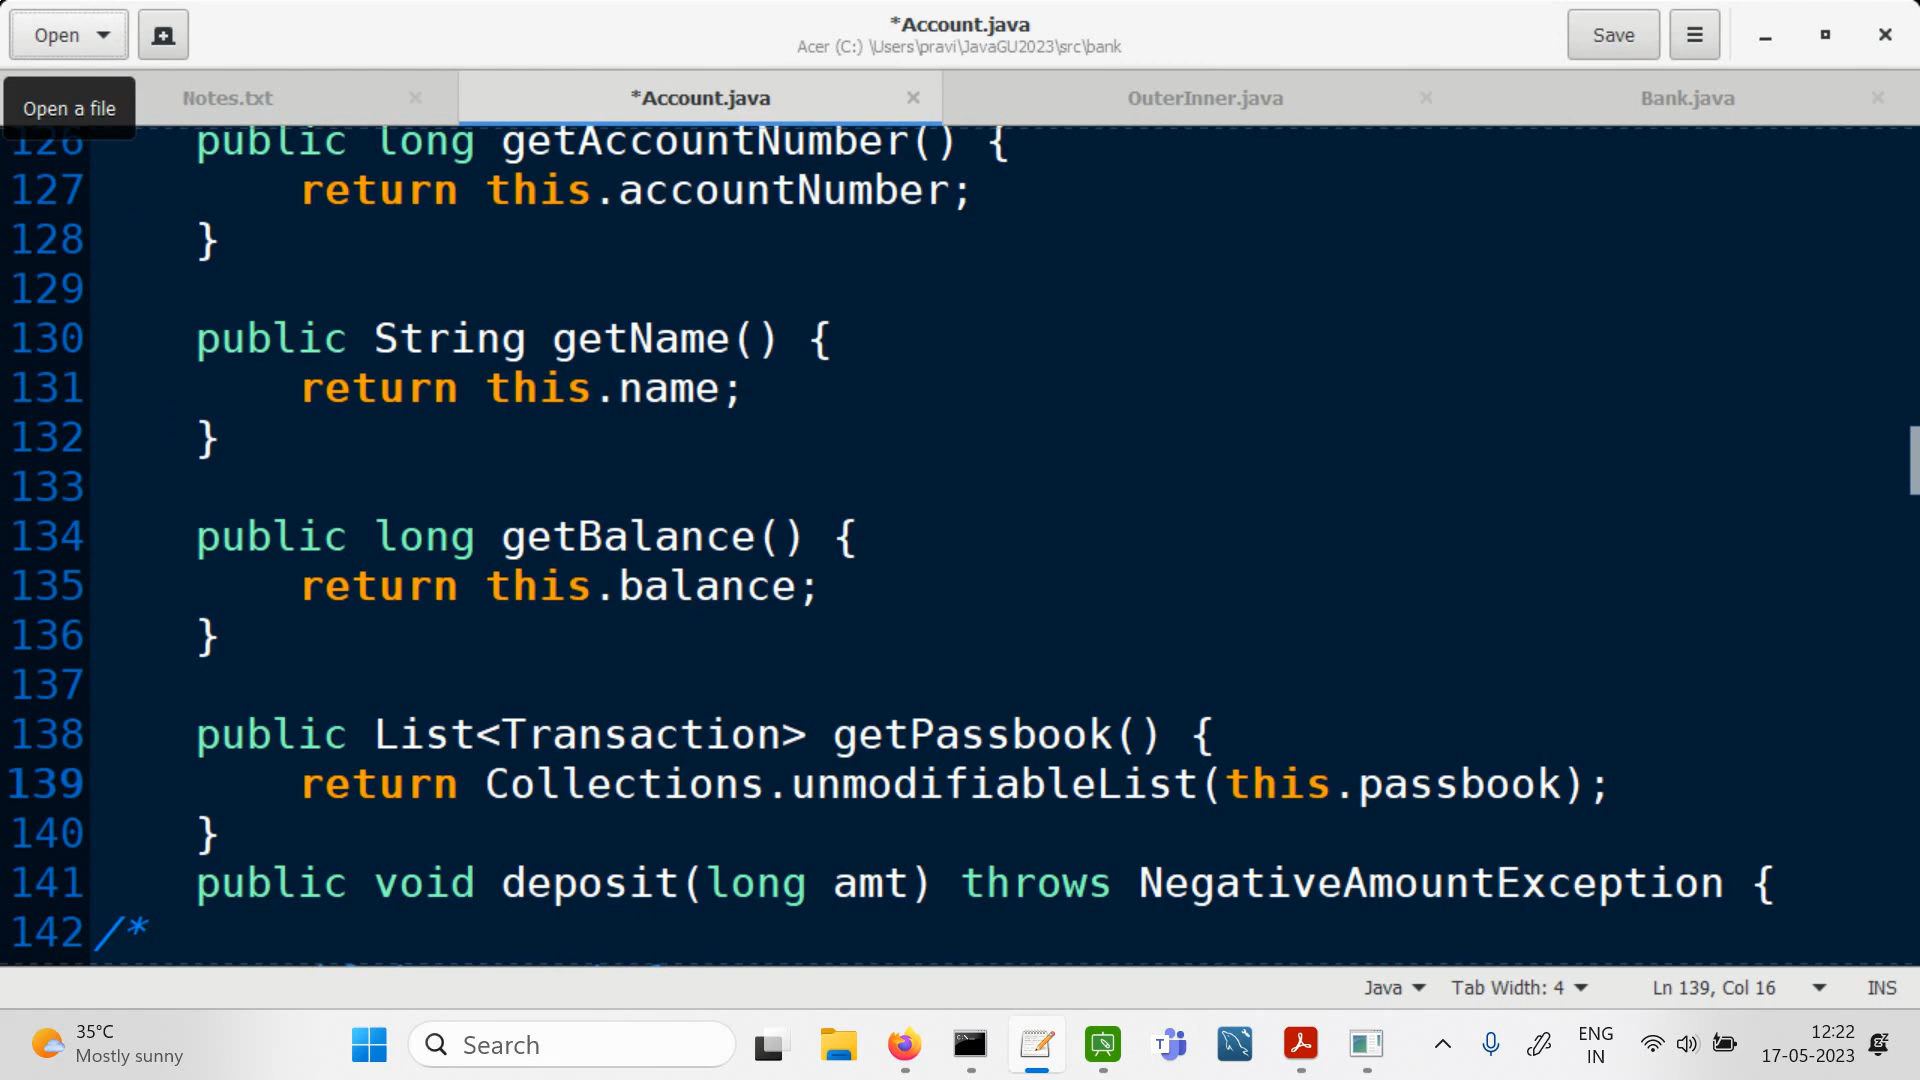 Open
*Account.java
Acer (C:) \Users\pravi\JavaGU2023\src\bank
Save
Open a file
Notes.txt
*Account.java
OuterInner.java
Bank.java
126 public long getAccountNumber() {
127 return this.accountNumber;
128 }
129
130 public String getName() {
131 return this.name;
132 }
133
134 public long getBalance() {
135 return this.balance;
136 }
137
138 public List<Transaction> getPassbook() {
139 return Collections.unmodifiableList(this.passbook);
140 }
141 public void deposit(long amt) throws NegativeAmountException {
142 /*
Java
Tab Width: 4
Ln 139, Col 16
INS
35°C
Mostly sunny
Search
ENG
IN
12:22
17-05-2023